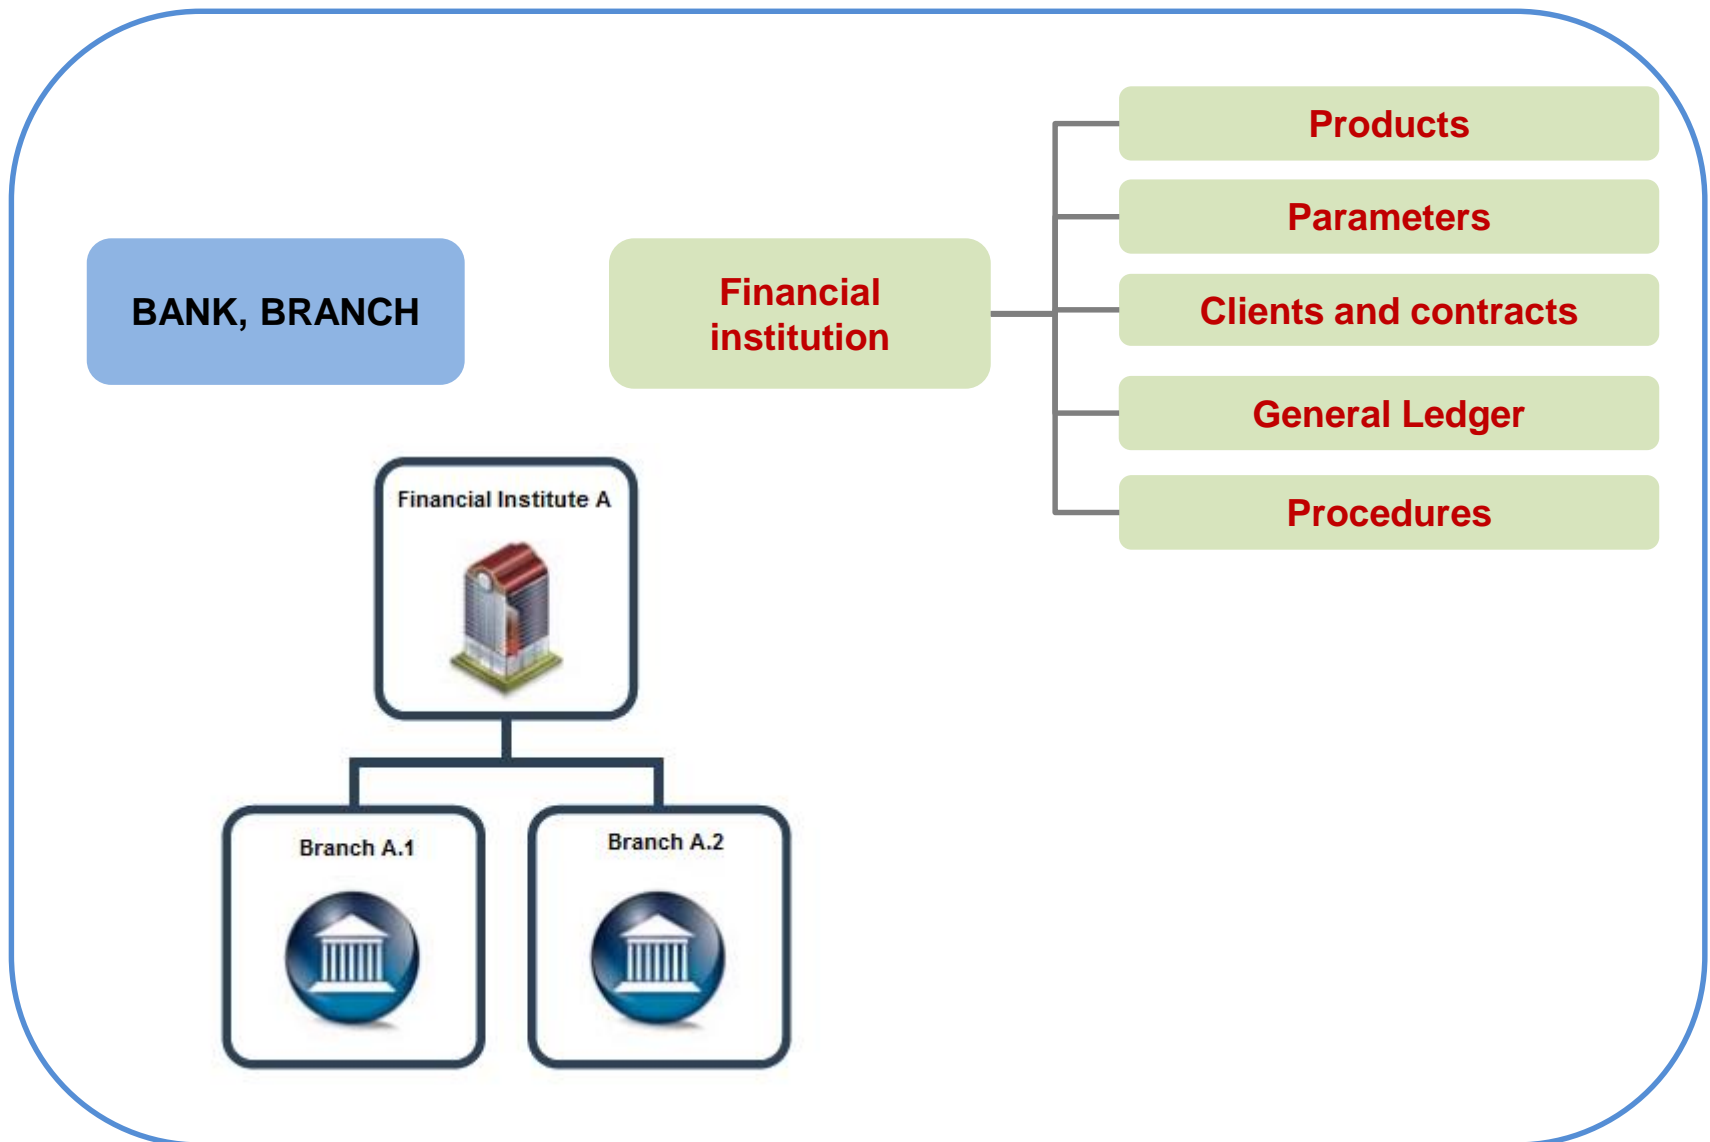 BANK, BRANCH
Financial
institution
Products
Parameters
Clients and contracts
General Ledger
Procedures
Financial Institute A
Branch A.1
Branch A.2